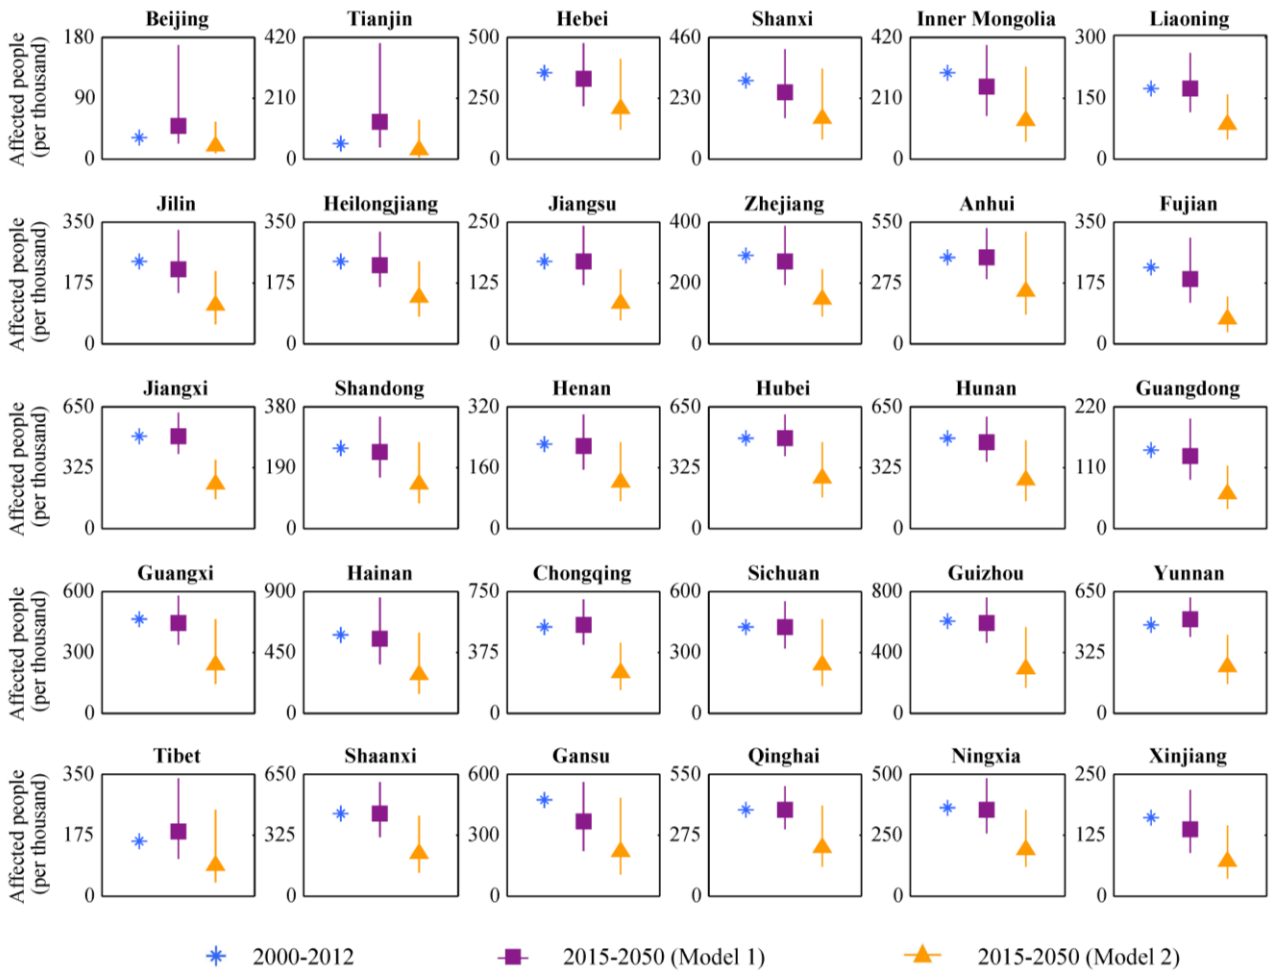 Beijing Tianjin Hebei Shanxi Inner Mongolia Liaoning
Affected people
(per thousand)
180 420 500 460 420 300
90 210 250 230 210 150
0 0 0 0 0 0
Jilin Heilongjiang Jiangsu Zhejiang Anhui Fujian
Affected people
(per thousand)
350 350 250 400 550 350
175 175 125 200 275 175
0 0 0 0 0 0
Jiangxi Shandong Henan Hubei Hunan Guangdong
Affected people
(per thousand)
650 380 320 650 650 220
325 190 160 325 325 110
0 0 0 0 0 0
Guangxi Hainan Chongqing Sichuan Guizhou Yunnan
Affected people
(per thousand)
600 900 750 600 800 650
300 450 375 300 400 325
0 0 0 0 0 0
Tibet Shaanxi Gansu Qinghai Ningxia Xinjiang
Affected people
(per thousand)
350 650 600 550 500 250
175 325 300 275 250 125
0 0 0 0 0 0
2000-2012 2015-2050 (Model 1) 2015-2050 (Model 2)